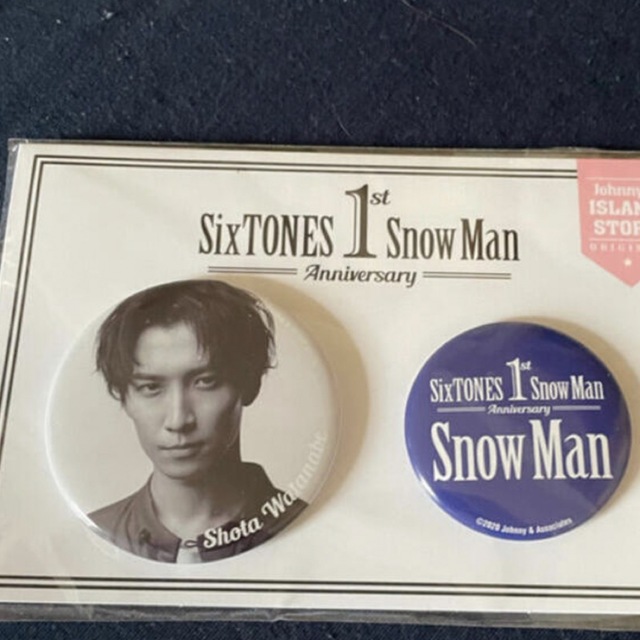 SixTONES 1st Snow Man
Anniversary
Johnny
ISLAN
STOR
ORIGI
Shota Watanabe
SixTONES 1st Snow Man
Anniversary
Snow Man
©2020 Johnny & Associates